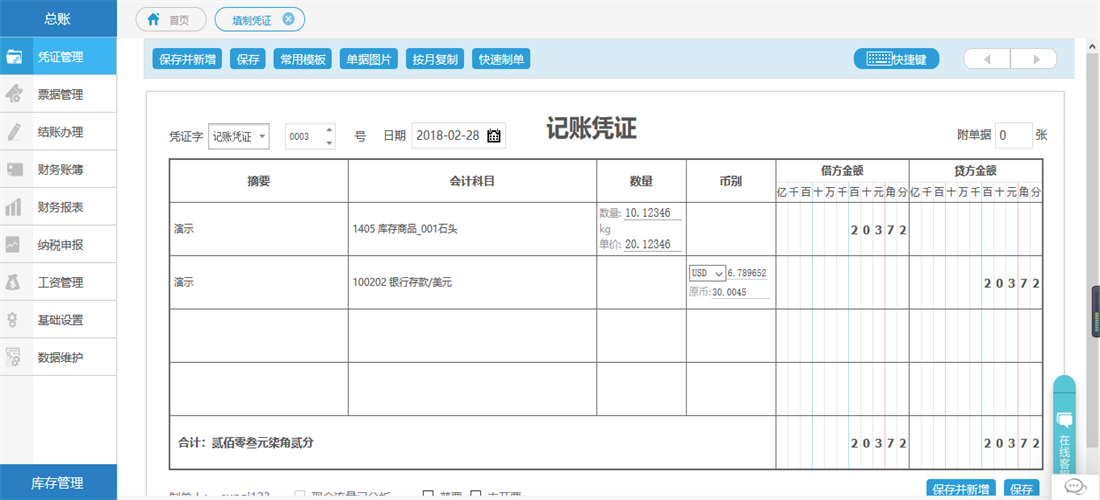 总账
首页 填制凭证
凭证管理
票据管理
结账办理
财务账簿
财务报表
纳税申报
工资管理
基础设置
数据维护
库存管理
保存并新增 保存 常用模板 单据图片 按月复制 快速制单 快捷键
记账凭证
凭证字 记账凭证 0003 号 日期 2018-02-28 附单据 0 张
摘要 会计科目 数量 币别 借方金额 贷方金额
亿千百十万千百十元角分 亿千百十万千百十元角分
演示 1405 库存商品_001石头 数量: 10.12346 kg 单价: 20.12346 20372
演示 100202 银行存款/美元 USD 6.789652 原币: 30.0045 20372
合计: 贰佰零叁元柒角贰分 20372 20372
在线客
保存并新增 保存